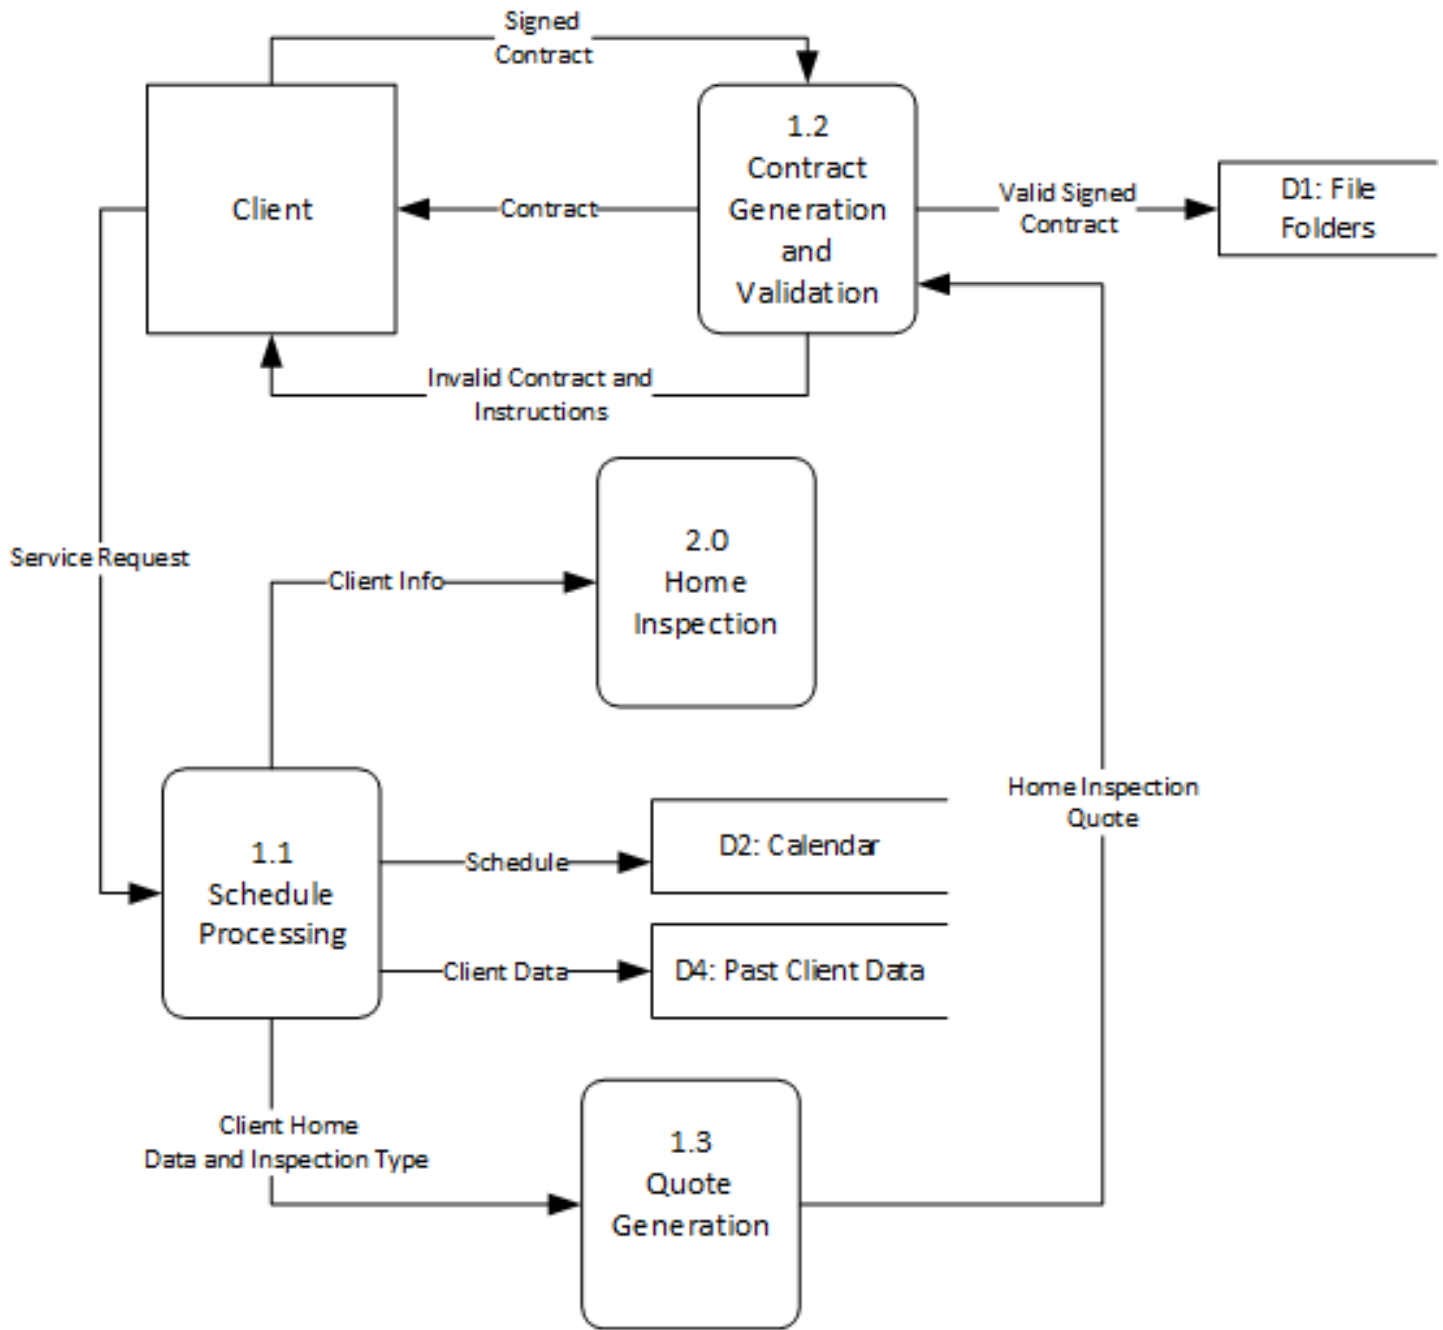 Signed
Contract
Client
Contract
1.2
Contract
Generation
and
Validation
Valid Signed
Contract
D1: File
Folders
Invalid Contract and
Instructions
Service Request
Client Info
2.0
Home
Inspection
Home Inspection
Quote
1.1
Schedule
Processing
Schedule
D2: Calendar
Client Data
D4: Past Client Data
Client Home
Data and Inspection Type
1.3
Quote
Generation